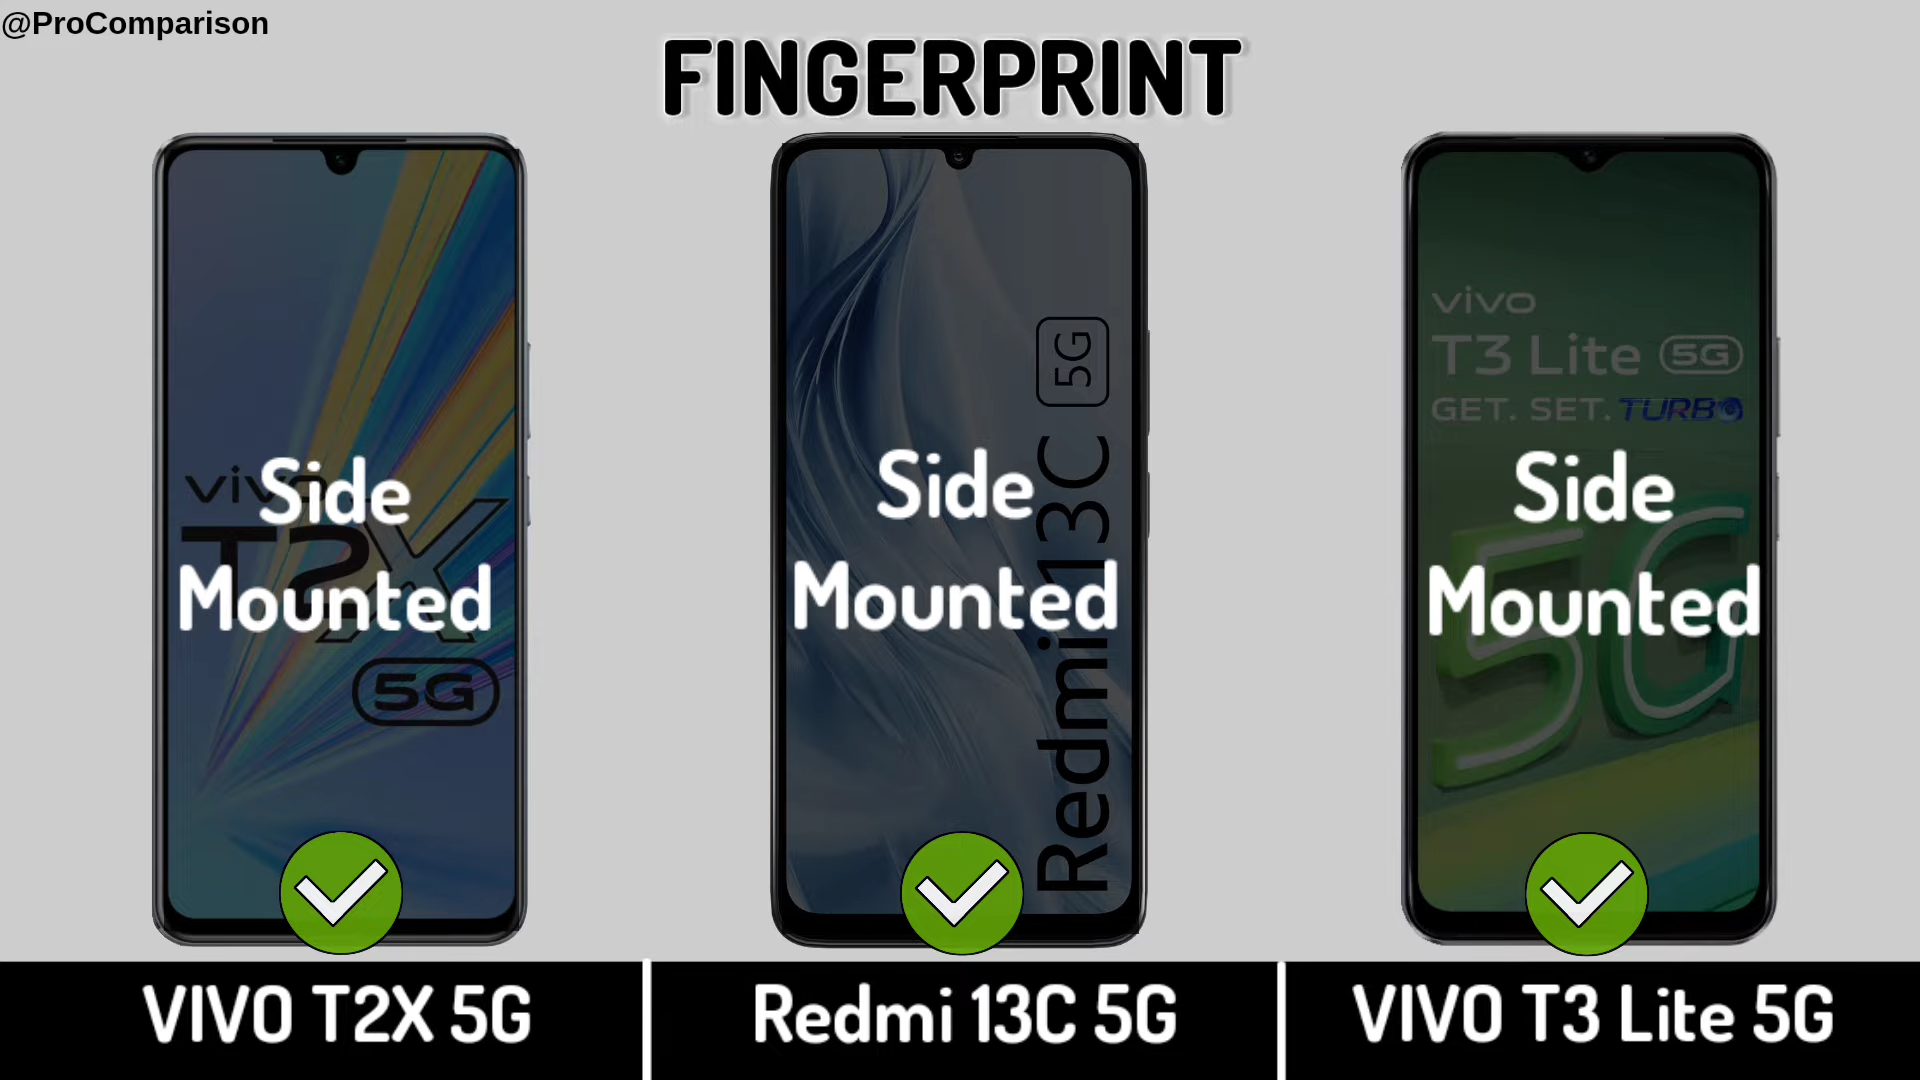 @ProComparison
FINGERPRINT
vivo
T2X
5G
Side
Mounted
Redmi 13C 5G
Side
Mounted
vivo
T3 Lite 5G
GET. SET. TURBO
5G
Side
Mounted
VIVO T2X 5G
Redmi 13C 5G
VIVO T3 Lite 5G